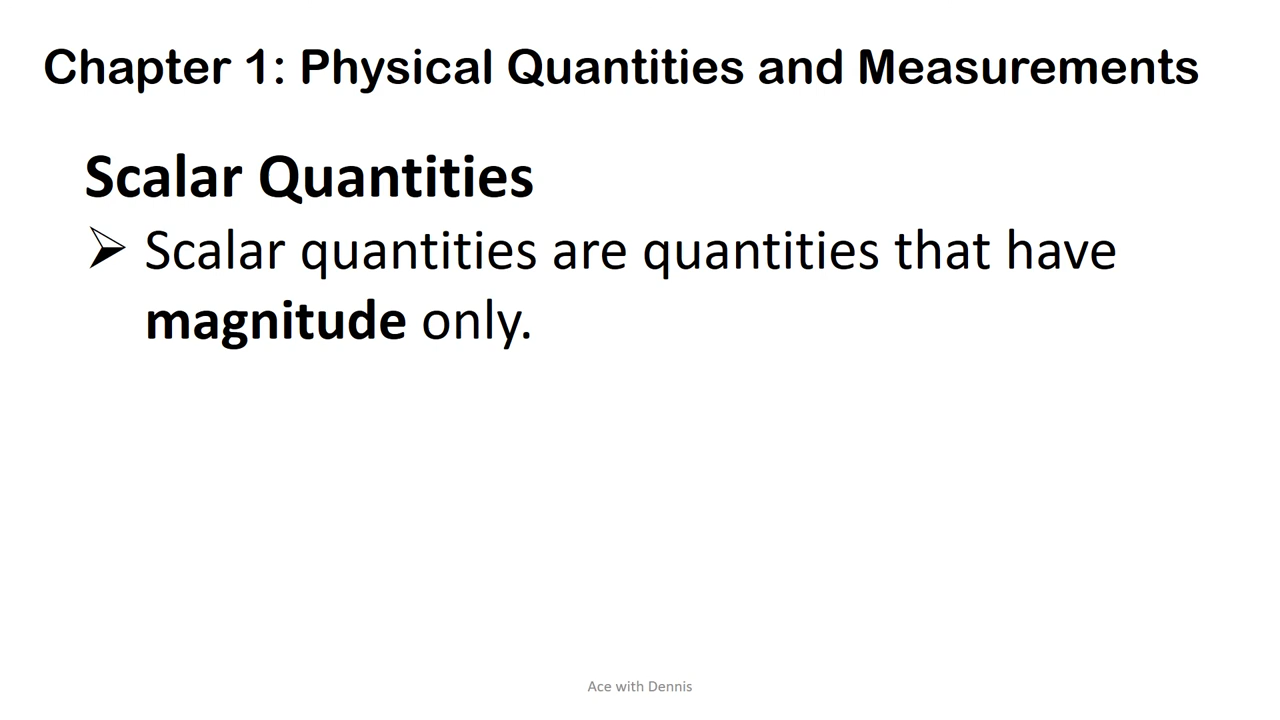 Chapter 1: Physical Quantities and Measurements
Scalar Quantities
➢ Scalar quantities are quantities that have
magnitude only.
Ace with Dennis